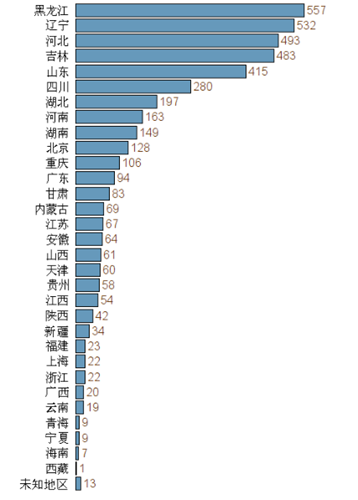 黑龙江 557
辽宁 532
河北 493
吉林 483
山东 415
四川 280
湖北 197
河南 163
湖南 149
北京 128
重庆 106
广东 94
甘肃 83
内蒙古 69
江苏 67
安徽 64
山西 61
天津 60
贵州 58
江西 54
陕西 42
新疆 34
福建 23
上海 22
浙江 22
广西 20
云南 19
青海 9
宁夏 9
海南 7
西藏 1
未知地区 13